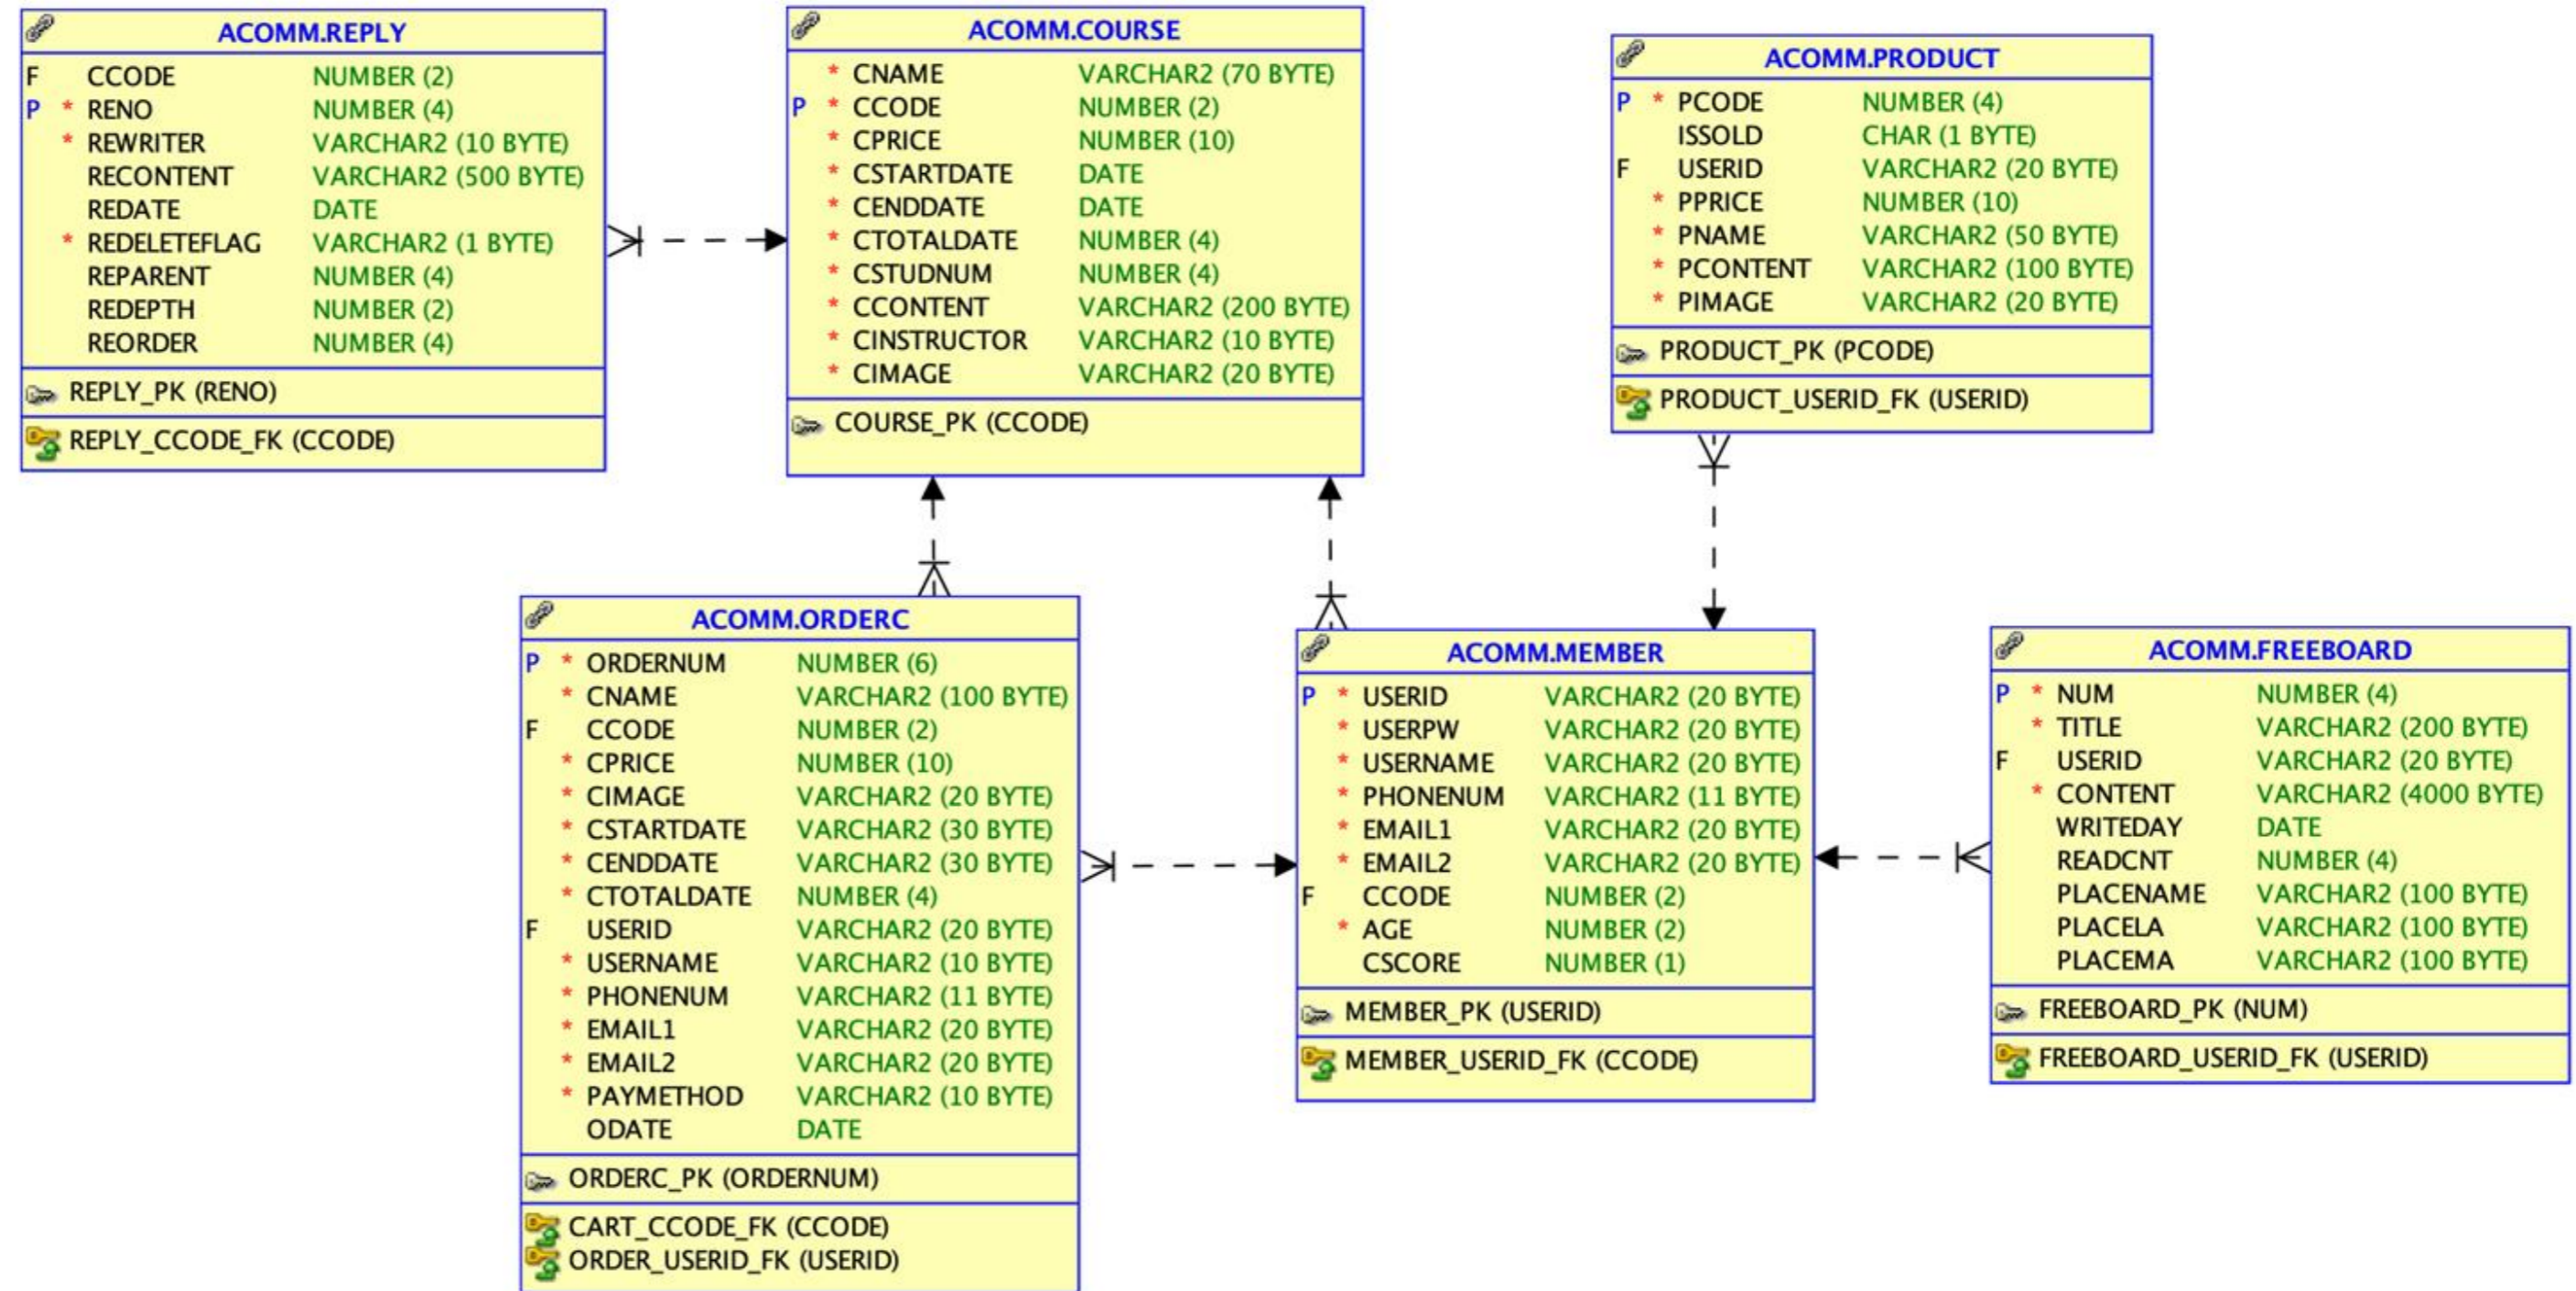 ACOMM.REPLY
F CCODE NUMBER (2)
P * RENO NUMBER (4)
* REWRITER VARCHAR2 (10 BYTE)
RECONTENT VARCHAR2 (500 BYTE)
REDATE DATE
* REDELETEFLAG VARCHAR2 (1 BYTE)
REPARENT NUMBER (4)
REDEPTH NUMBER (2)
REORDER NUMBER (4)
REPLY_PK (RENO)
REPLY_CCODE_FK (CCODE)
ACOMM.COURSE
* CNAME VARCHAR2 (70 BYTE)
P * CCODE NUMBER (2)
* CPRICE NUMBER (10)
* CSTARTDATE DATE
* CENDDATE DATE
* CTOTALDATE NUMBER (4)
* CSTUDNUM NUMBER (4)
* CCONTENT VARCHAR2 (200 BYTE)
* CINSTRUCTOR VARCHAR2 (10 BYTE)
* CIMAGE VARCHAR2 (20 BYTE)
COURSE_PK (CCODE)
ACOMM.PRODUCT
P * PCODE NUMBER (4)
ISSOLD CHAR (1 BYTE)
F USERID VARCHAR2 (20 BYTE)
* PPRICE NUMBER (10)
* PNAME VARCHAR2 (50 BYTE)
* PCONTENT VARCHAR2 (100 BYTE)
* PIMAGE VARCHAR2 (20 BYTE)
PRODUCT_PK (PCODE)
PRODUCT_USERID_FK (USERID)
ACOMM.ORDERC
P * ORDERNUM NUMBER (6)
* CNAME VARCHAR2 (100 BYTE)
F CCODE NUMBER (2)
* CPRICE NUMBER (10)
* CIMAGE VARCHAR2 (20 BYTE)
* CSTARTDATE VARCHAR2 (30 BYTE)
* CENDDATE VARCHAR2 (30 BYTE)
* CTOTALDATE NUMBER (4)
F USERID VARCHAR2 (20 BYTE)
* USERNAME VARCHAR2 (10 BYTE)
* PHONENUM VARCHAR2 (11 BYTE)
* EMAIL1 VARCHAR2 (20 BYTE)
* EMAIL2 VARCHAR2 (20 BYTE)
* PAYMETHOD VARCHAR2 (10 BYTE)
ODATE DATE
ORDERC_PK (ORDERNUM)
CART_CCODE_FK (CCODE)
ORDER_USERID_FK (USERID)
ACOMM.MEMBER
P * USERID VARCHAR2 (20 BYTE)
* USERPW VARCHAR2 (20 BYTE)
* USERNAME VARCHAR2 (20 BYTE)
* PHONENUM VARCHAR2 (11 BYTE)
* EMAIL1 VARCHAR2 (20 BYTE)
* EMAIL2 VARCHAR2 (20 BYTE)
F CCODE NUMBER (2)
* AGE NUMBER (2)
CSCORE NUMBER (1)
MEMBER_PK (USERID)
MEMBER_USERID_FK (CCODE)
ACOMM.FREEBOARD
P * NUM NUMBER (4)
* TITLE VARCHAR2 (200 BYTE)
F USERID VARCHAR2 (20 BYTE)
* CONTENT VARCHAR2 (4000 BYTE)
WRITEDAY DATE
READCNT NUMBER (4)
PLACENAME VARCHAR2 (100 BYTE)
PLACELA VARCHAR2 (100 BYTE)
PLACEMA VARCHAR2 (100 BYTE)
FREEBOARD_PK (NUM)
FREEBOARD_USERID_FK (USERID)